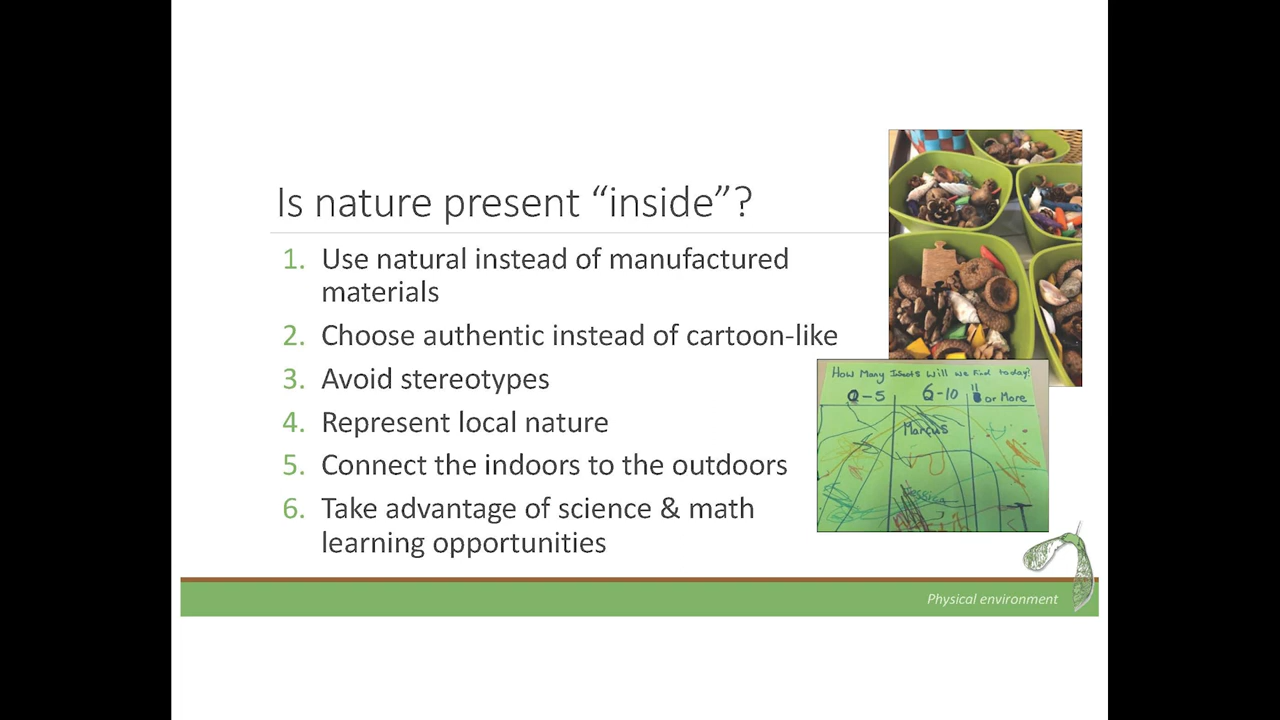 Is nature present “inside”?
1. Use natural instead of manufactured
materials
2. Choose authentic instead of cartoon-like
3. Avoid stereotypes
4. Represent local nature
5. Connect the indoors to the outdoors
6. Take advantage of science & math
learning opportunities
How Many Will We Find today?
0-5 6-10 11 or More
Marcus
Physical environment